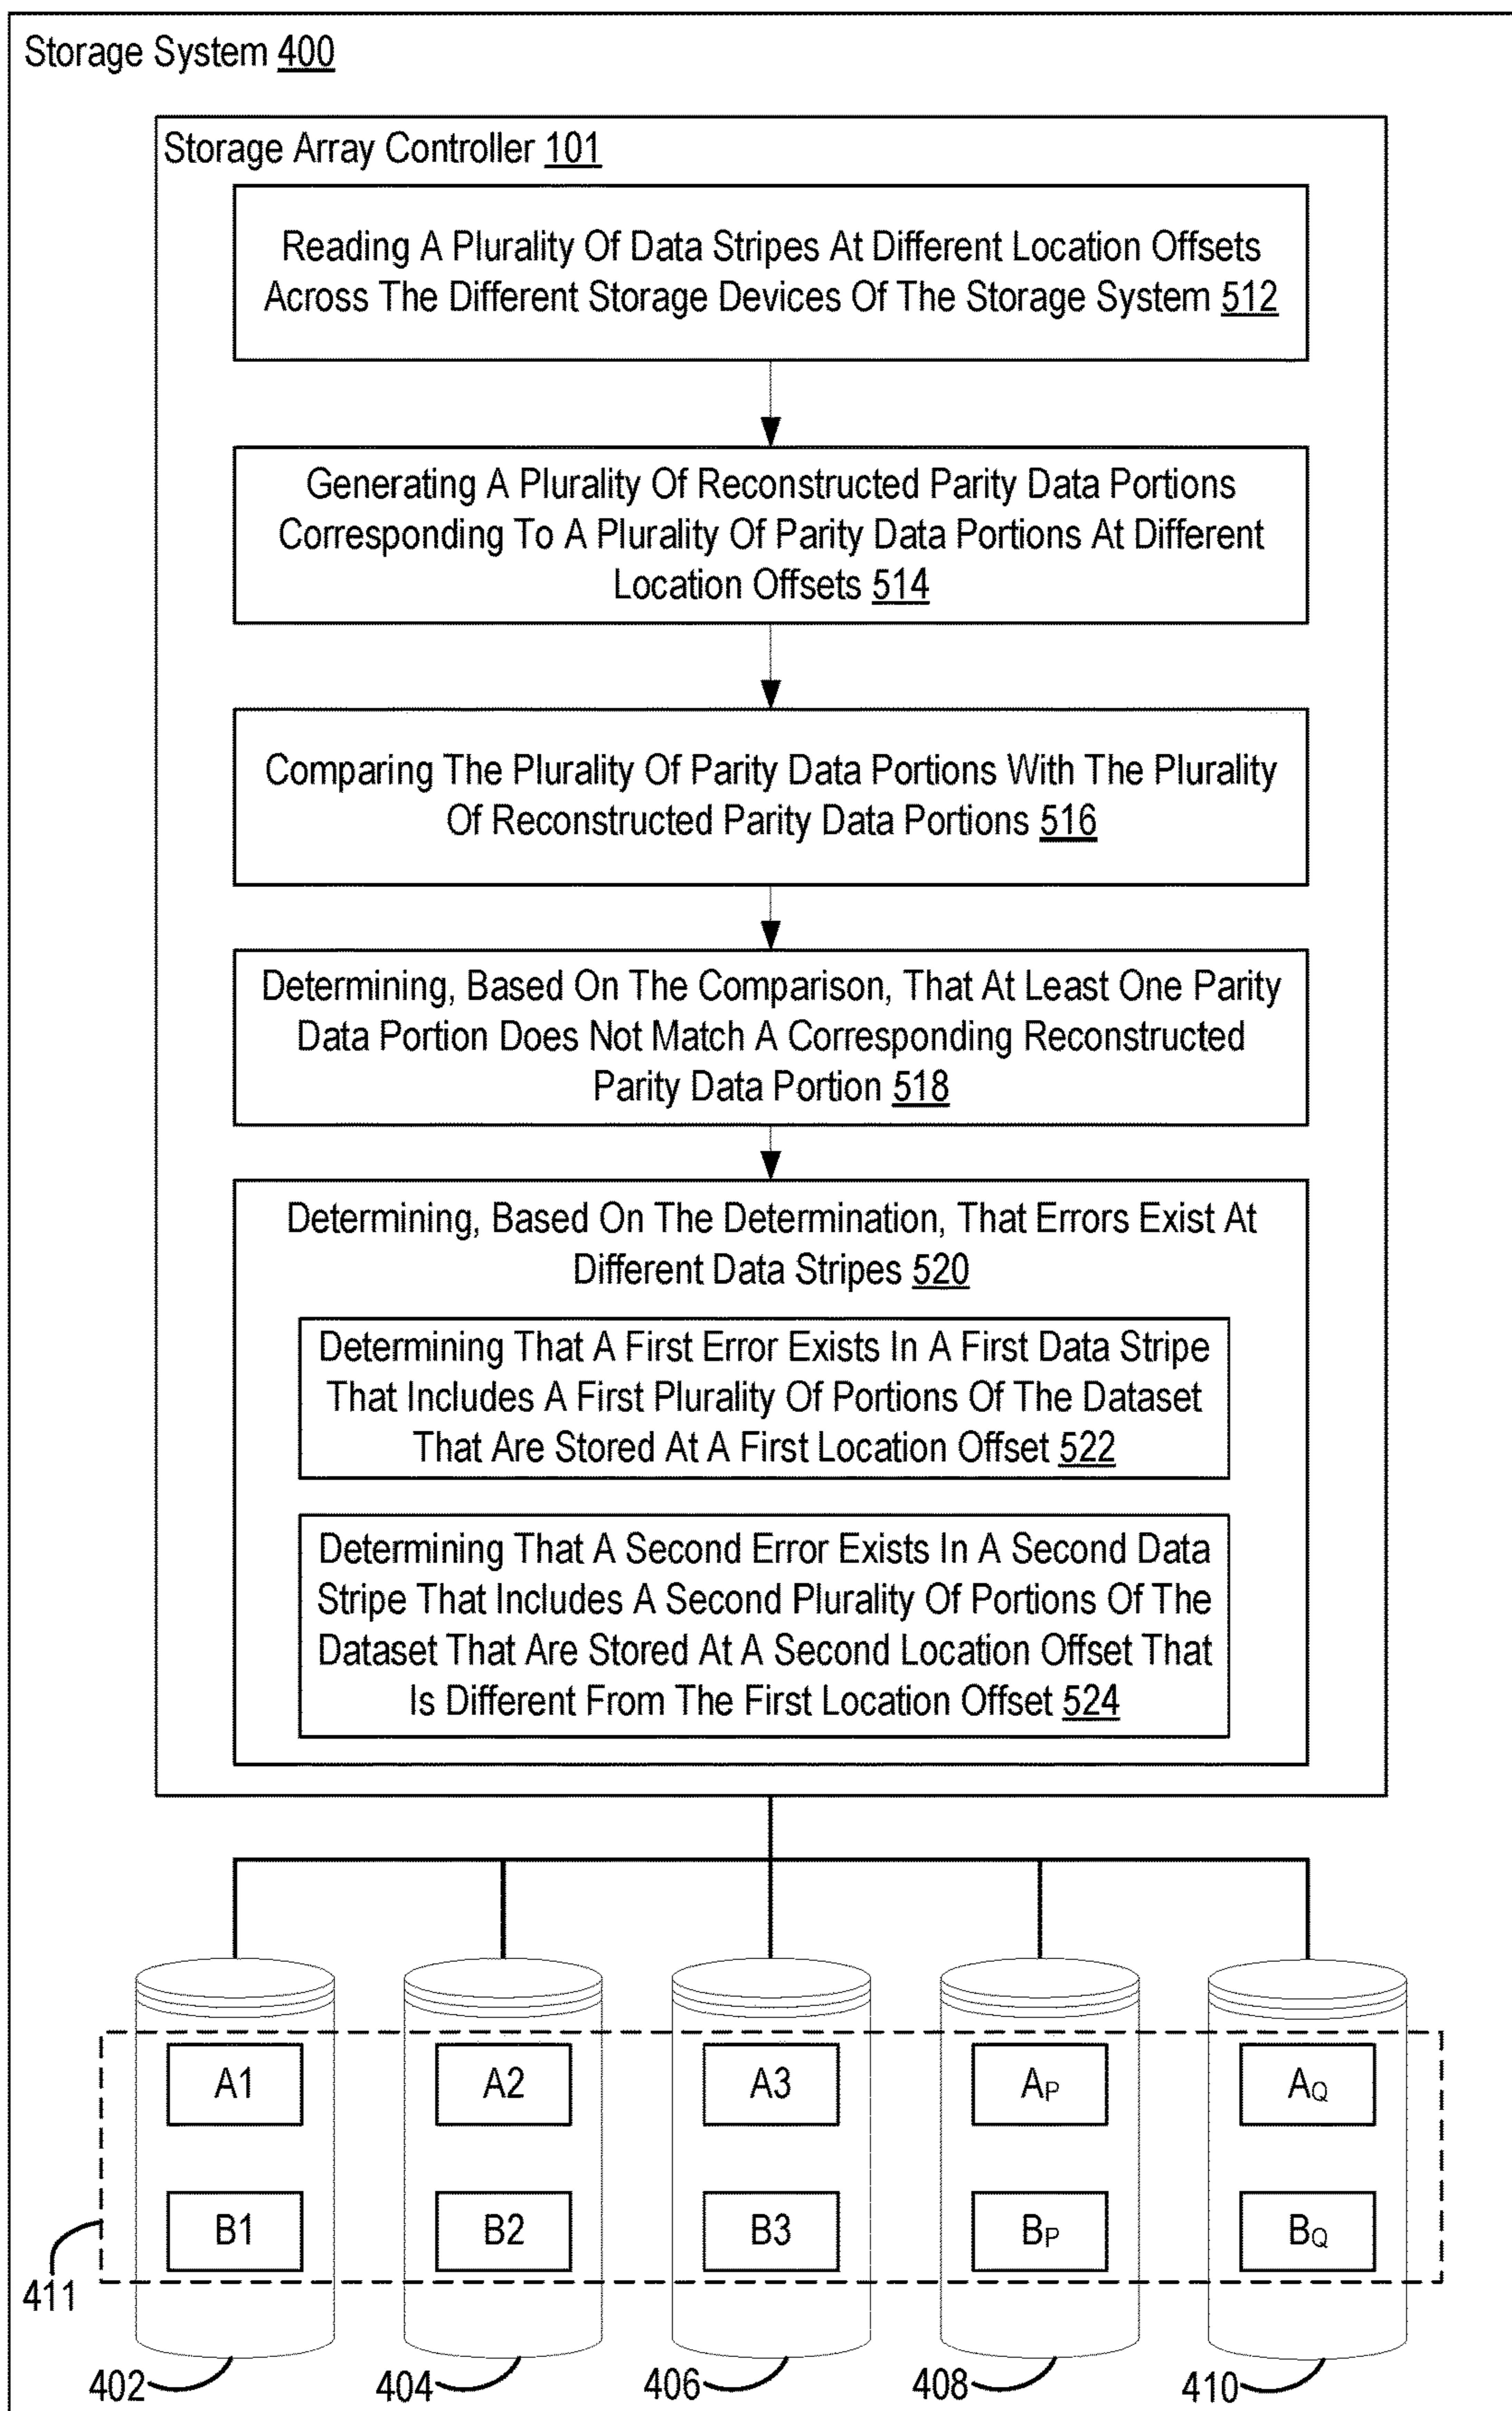 Storage System 400
Storage Array Controller 101
Reading A Plurality Of Data Stripes At Different Location Offsets
Across The Different Storage Devices Of The Storage System 512
Generating A Plurality Of Reconstructed Parity Data Portions
Corresponding To A Plurality Of Parity Data Portions At Different
Location Offsets 514
Comparing The Plurality Of Parity Data Portions With The Plurality
Of Reconstructed Parity Data Portions 516
Determining, Based On The Comparison, That At Least One Parity
Data Portion Does Not Match A Corresponding Reconstructed
Parity Data Portion 518
Determining, Based On The Determination, That Errors Exist At
Different Data Stripes 520
Determining That A First Error Exists In A First Data Stripe
That Includes A First Plurality Of Portions Of The Dataset
That Are Stored At A First Location Offset 522
Determining That A Second Error Exists In A Second Data
Stripe That Includes A Second Plurality Of Portions Of The
Dataset That Are Stored At A Second Location Offset That
Is Different From The First Location Offset 524
A1 A2 A3 AP AQ
B1 B2 B3 BP BQ
411
402 404 406 408 410